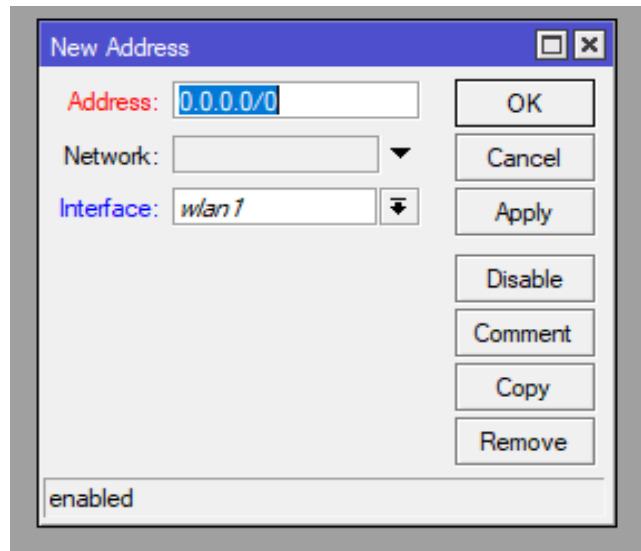 New Address
Address: 0.0.0.0/0
OK
Network:
Cancel
Interface: wlan1
Apply
Disable
Comment
Copy
Remove
enabled